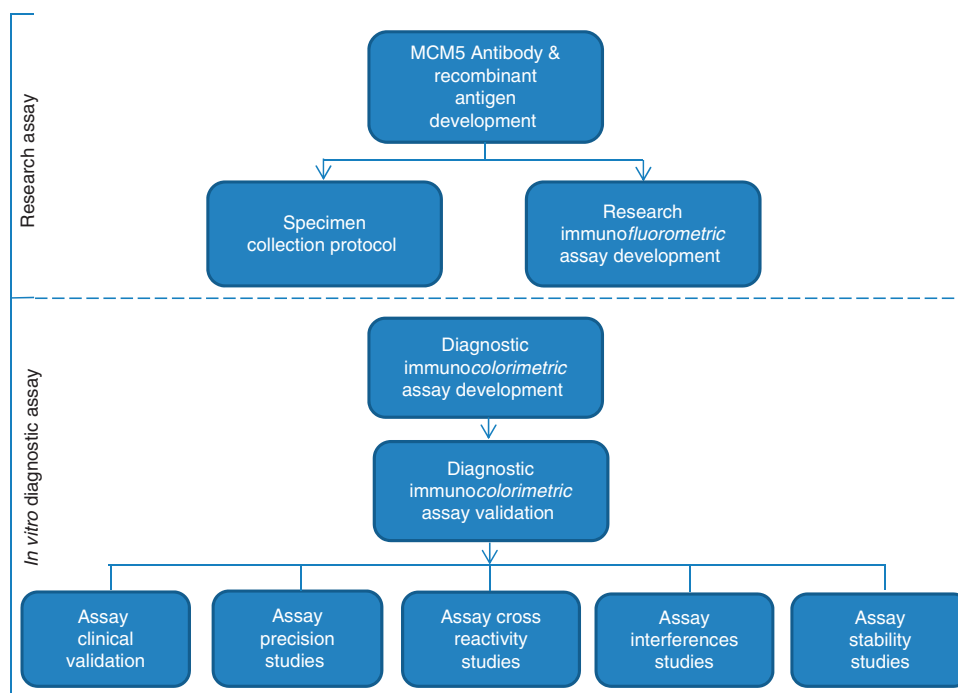 Research assay
MCM5 Antibody &
recombinant
antigen
development
Specimen
collection protocol
Research
immunofluorometric
assay development
In vitro diagnostic assay
Diagnostic
immunocolorimetric
assay development
Diagnostic
immunocolorimetric
assay validation
Assay
clinical
validation
Assay
precision
studies
Assay cross
reactivity
studies
Assay
interferences
studies
Assay
stability
studies